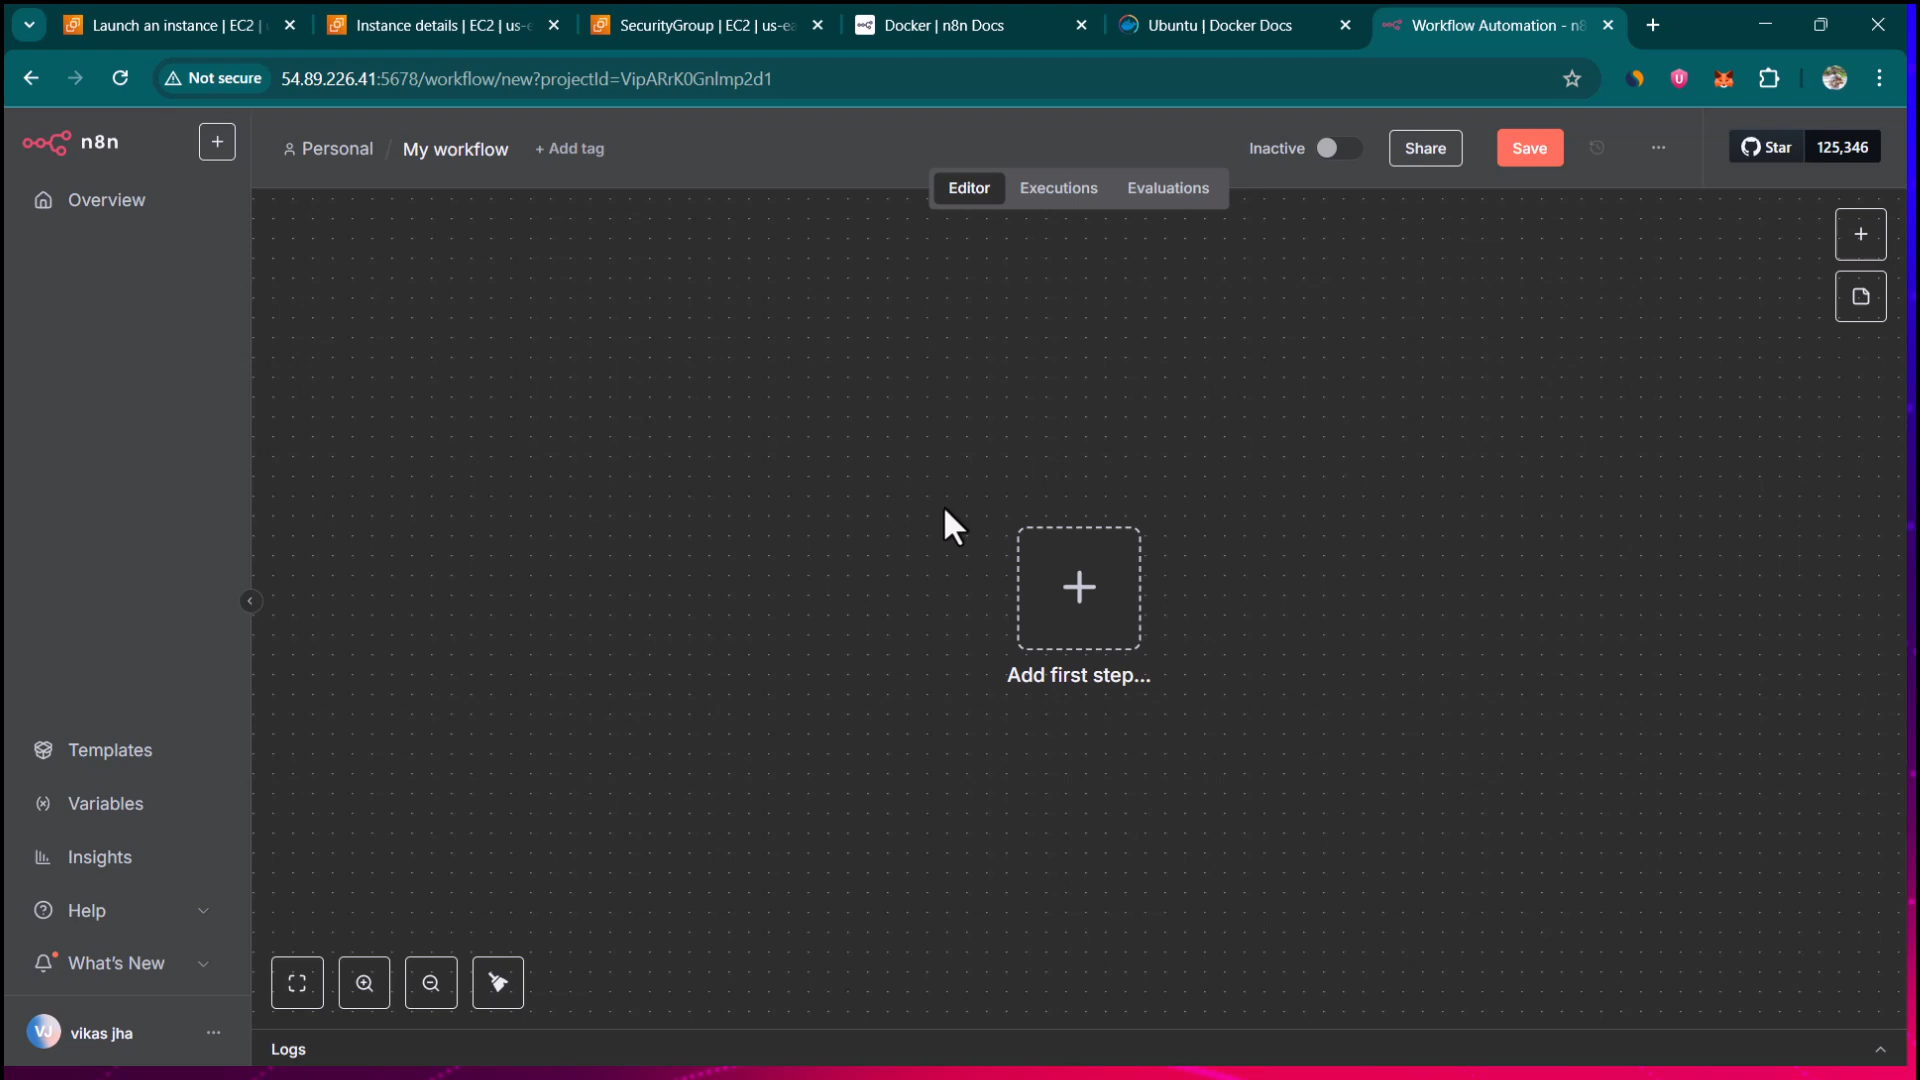 Launch an instance | EC2 |
Instance details | EC2 | us-e
SecurityGroup | EC2 | us-ea
Docker | n8n Docs
Ubuntu | Docker Docs
Workflow Automation - n8
Not secure
54.89.226.41:5678/workflow/new?projectId=VipARrK0Gnlmp2d1
n8n
Personal / My workflow + Add tag
Inactive
Share
Save
Star 125,346
Editor
Executions
Evaluations
Overview
Add first step...
Templates
Variables
Insights
Help
What's New
VJ
vikas jha
Logs